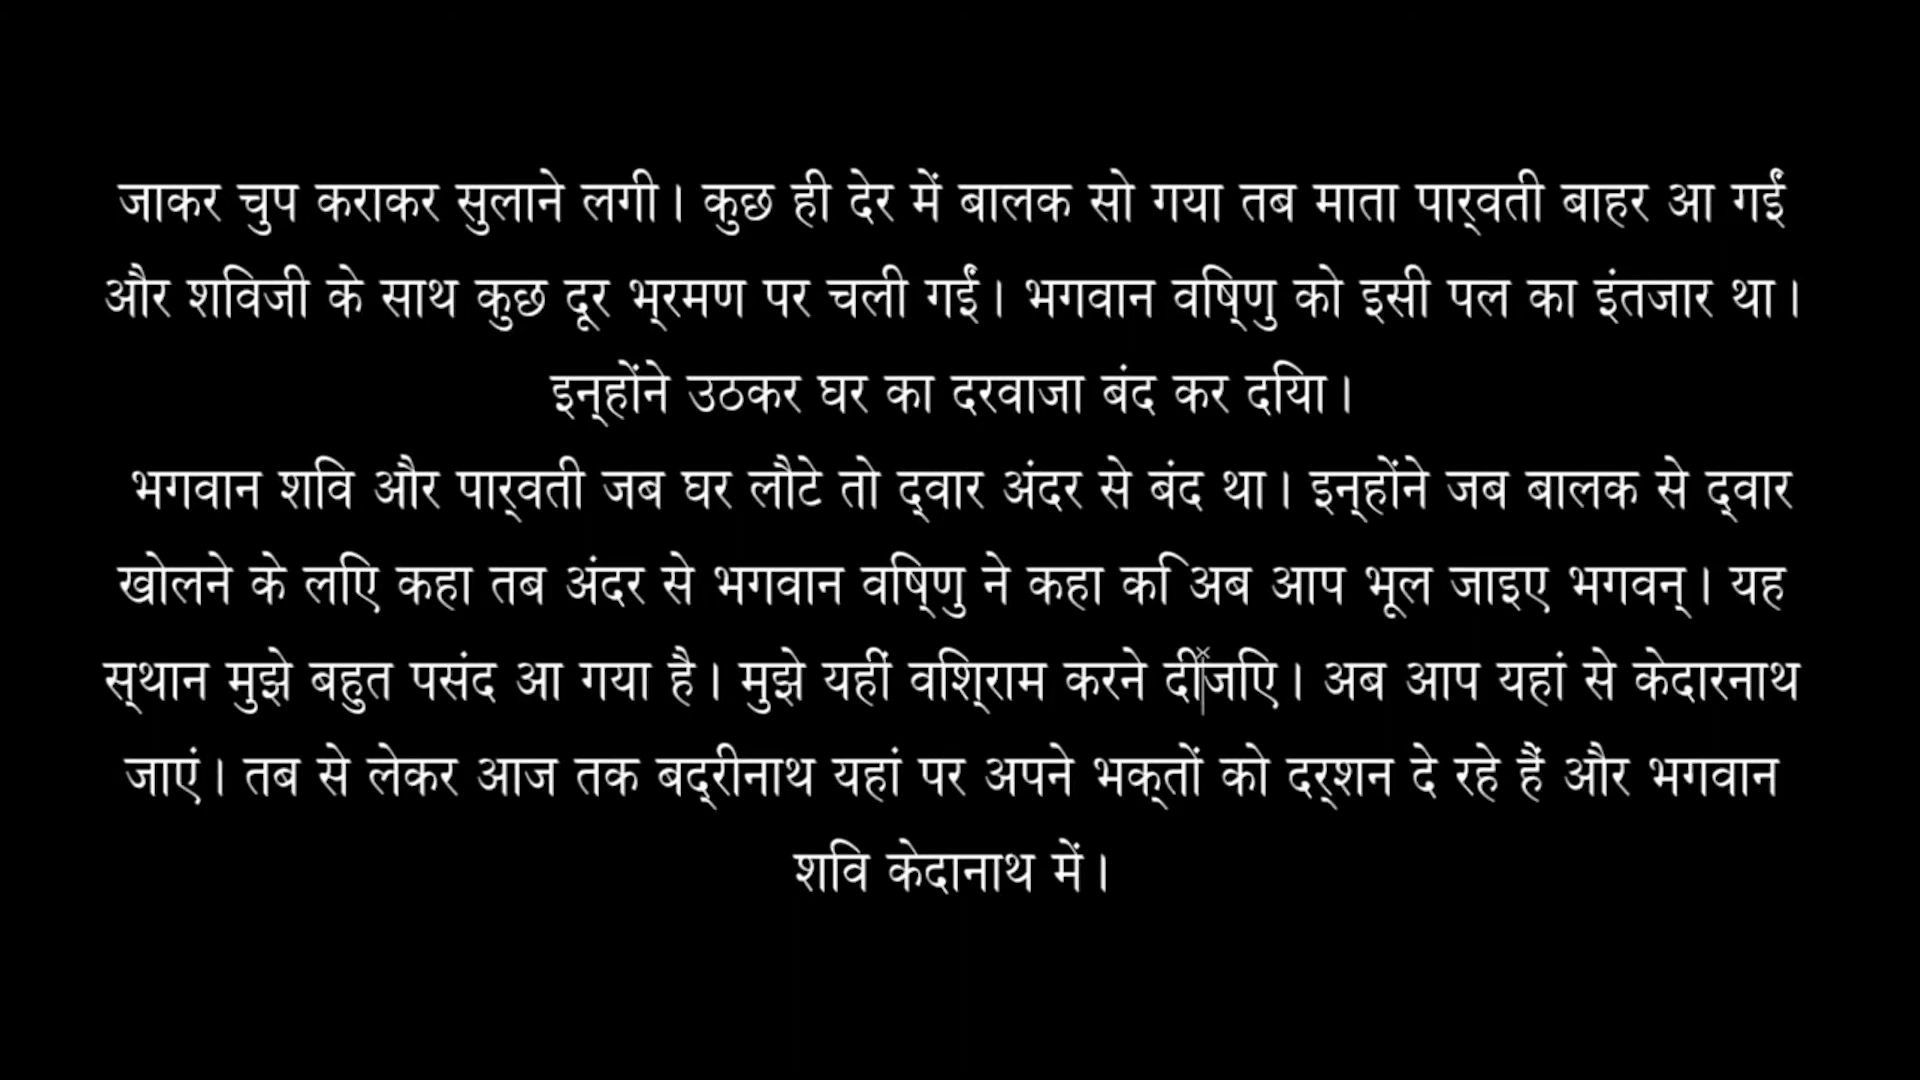 जाकर चुप कराकर सुलाने लगी। कुछ ही देर में बालक सो गया तब माता पार्वती बाहर आ गईं
और शिवजी के साथ कुछ दूर भ्रमण पर चली गईं। भगवान विष्णु को इसी पल का इंतजार था।
इन्होंने उठकर घर का दरवाजा बंद कर दिया।
भगवान शिव और पार्वती जब घर लौटे तो द्वार अंदर से बंद था। इन्होंने जब बालक से द्वार
खोलने के लिए कहा तब अंदर से भगवान विष्णु ने कहा कि अब आप भूल जाइए भगवन्। यह
स्थान मुझे बहुत पसंद आ गया है। मुझे यहीं विश्राम करने दीजिए। अब आप यहां से केदारनाथ
जाएं। तब से लेकर आज तक बद्रीनाथ यहां पर अपने भक्तों को दर्शन दे रहे हैं और भगवान
शिव केदानाथ में।